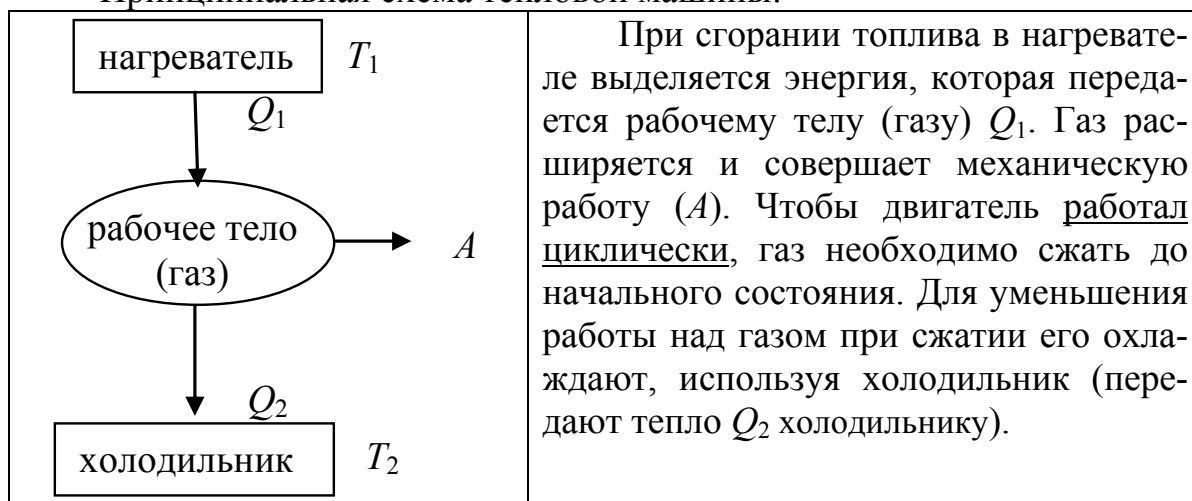 Принципиальная схема тепловой машины.
нагреватель T1
Q1
рабочее тело
(газ)
A
Q2
холодильник T2
При сгорании топлива в нагревате-
ле выделяется энергия, которая переда-
ется рабочему телу (газу) Q1. Газ рас-
ширяется и совершает механическую
работу (A). Чтобы двигатель работал
циклически, газ необходимо сжать до
начального состояния. Для уменьшения
работы над газом при сжатии его охла-
ждают, используя холодильник (пере-
дают тепло Q2 холодильнику).